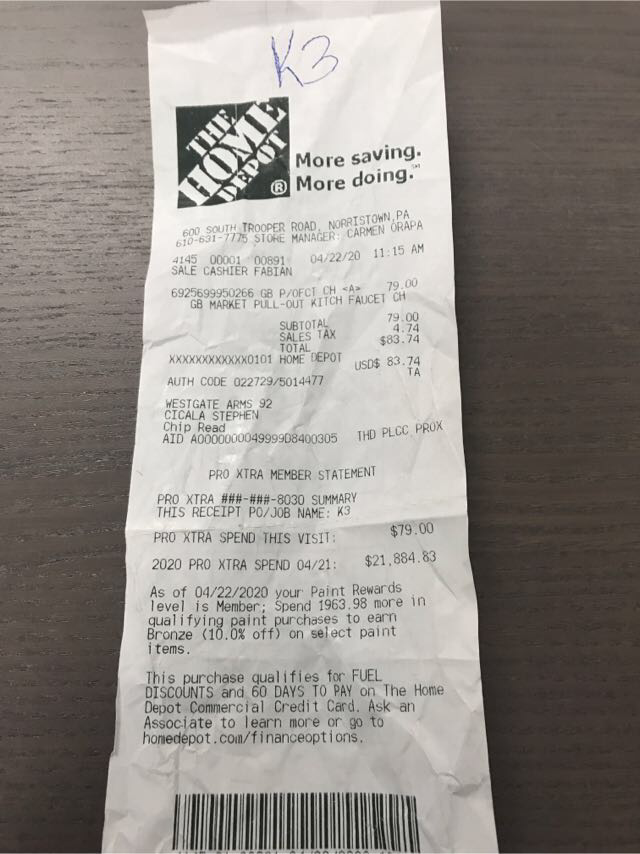 K3
THE
HOME
DEPOT
®
More saving.
More doing.℠
600 SOUTH TROOPER ROAD, NORRISTOWN,PA
610-631-7775 STORE MANAGER: CARMEN ORAPA
4145 00001 00891 04/22/20 11:15 AM
SALE CASHIER FABIAN
6925699950266 GB P/OFCT CH <A> 79.00
GB MARKET PULL-OUT KITCH FAUCET CH
SUBTOTAL 79.00
SALES TAX 4.74
TOTAL $83.74
XXXXXXXXXXXX0101 HOME DEPOT
USD$ 83.74
TA
AUTH CODE 022729/5014477
WESTGATE ARMS 92
CICALA STEPHEN
Chip Read
AID A0000000049999D8400305 THD PLCC PROX
PRO XTRA MEMBER STATEMENT
PRO XTRA ###-###-8030 SUMMARY
THIS RECEIPT PO/JOB NAME: K3
PRO XTRA SPEND THIS VISIT: $79.00
2020 PRO XTRA SPEND 04/21: $21,884.83
As of 04/22/2020 your Paint Rewards
level is Member; Spend 1963.98 more in
qualifying paint purchases to earn
Bronze (10.0% off) on select paint
items.
This purchase qualifies for FUEL
DISCOUNTS and 60 DAYS TO PAY on The Home
Depot Commercial Credit Card. Ask an
Associate to learn more or go to
homedepot.com/financeoptions.